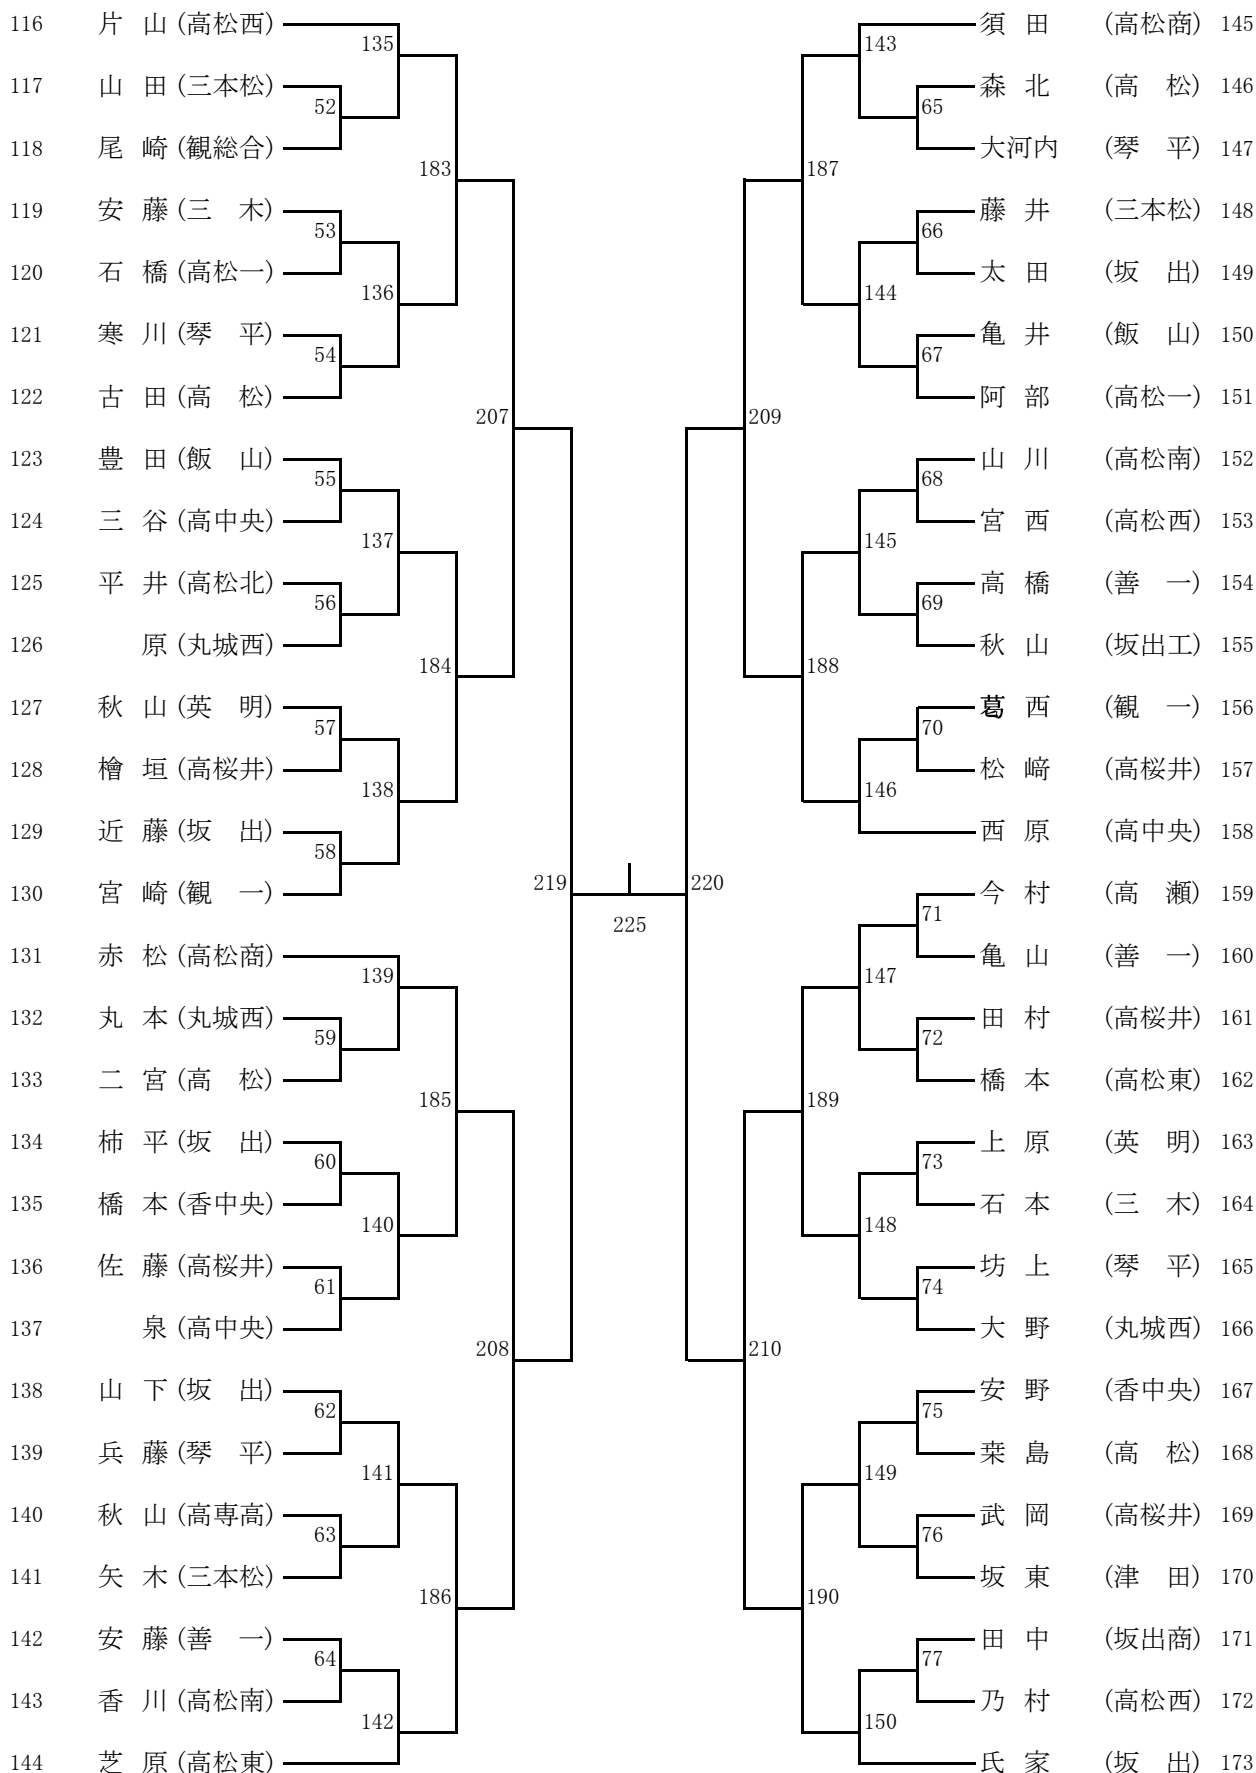 116 片 山 (高松西) 須 田 (高松商) 145
135 143
117 山 田 (三本松) 森 北 (高 松) 146
52 65
118 尾 崎 (観総合) 大河内 (琴 平) 147
183 187
119 安 藤 (三 木) 藤 井 (三本松) 148
53 66
120 石 橋 (高松一) 太 田 (坂 出) 149
136 144
121 寒 川 (琴 平) 亀 井 (飯 山) 150
54 67
122 古 田 (高 松) 阿 部 (高松一) 151
207 209
123 豊 田 (飯 山) 山 川 (高松南) 152
55 68
124 三 谷 (高中央) 宮 西 (高松西) 153
137 145
125 平 井 (高松北) 高 橋 (善 一) 154
56 69
126 原 (丸城西) 秋 山 (坂出工) 155
184 188
127 秋 山 (英 明) 葛 西 (観 一) 156
57 70
128 檜 垣 (高桜井) 松 﨑 (高桜井) 157
138 146
129 近 藤 (坂 出) 西 原 (高中央) 158
58
130 宮 崎 (観 一) 219 220 今 村 (高 瀬) 159
71
225
131 赤 松 (高松商) 亀 山 (善 一) 160
139 147
132 丸 本 (丸城西) 田 村 (高桜井) 161
59 72
133 二 宮 (高 松) 橋 本 (高松東) 162
185 189
134 柿 平 (坂 出) 上 原 (英 明) 163
60 73
135 橋 本 (香中央) 石 本 (三 木) 164
140 148
136 佐 藤 (高桜井) 坊 上 (琴 平) 165
61 74
137 泉 (高中央) 大 野 (丸城西) 166
208 210
138 山 下 (坂 出) 安 野 (香中央) 167
62 75
139 兵 藤 (琴 平) 桒 島 (高 松) 168
141 149
140 秋 山 (高専高) 武 岡 (高桜井) 169
63 76
141 矢 木 (三本松) 坂 東 (津 田) 170
186 190
142 安 藤 (善 一) 田 中 (坂出商) 171
64 77
143 香 川 (高松南) 乃 村 (高松西) 172
142 150
144 芝 原 (高松東) 氏 家 (坂 出) 173